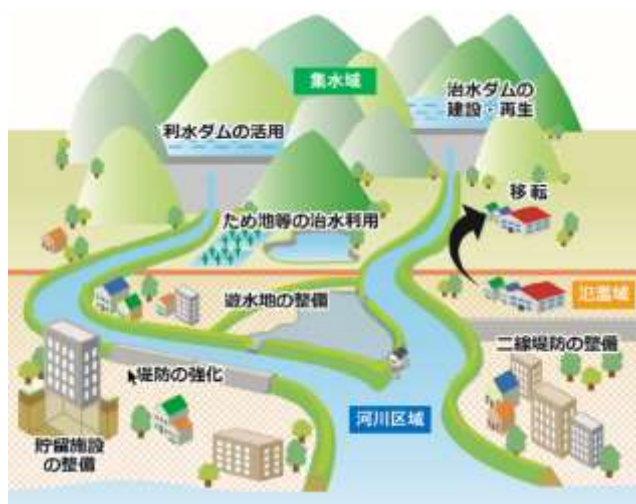 集水域
治水ダムの
建設・再生
利水ダムの活用
移転
ため池等の治水利用
氾濫域
遊水地の整備
二線堤防の整備
堤防の強化
河川区域
貯留施設
の整備